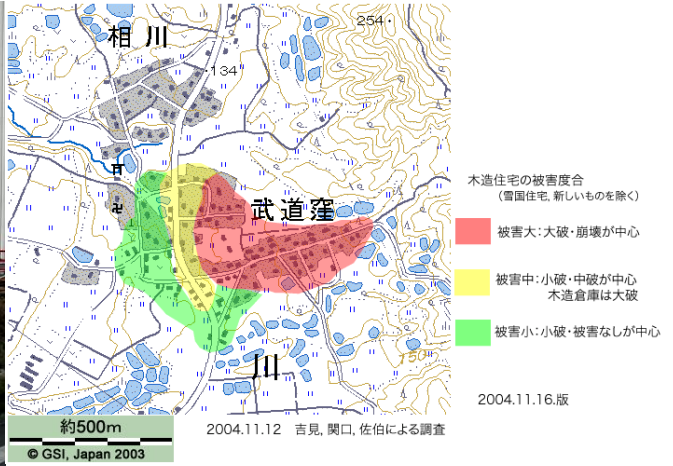 相川
254
134
武道窪
川
150
木造住宅の被害度合
(雪国住宅, 新しいものを除く)
被害大:大破・崩壊が中心
被害中:小破・中破が中心
木造倉庫は大破
被害小:小破・被害なしが中心
2004.11.16.版
約500m
© GSI, Japan 2003
2004.11.12 吉見, 関口, 佐伯による調査